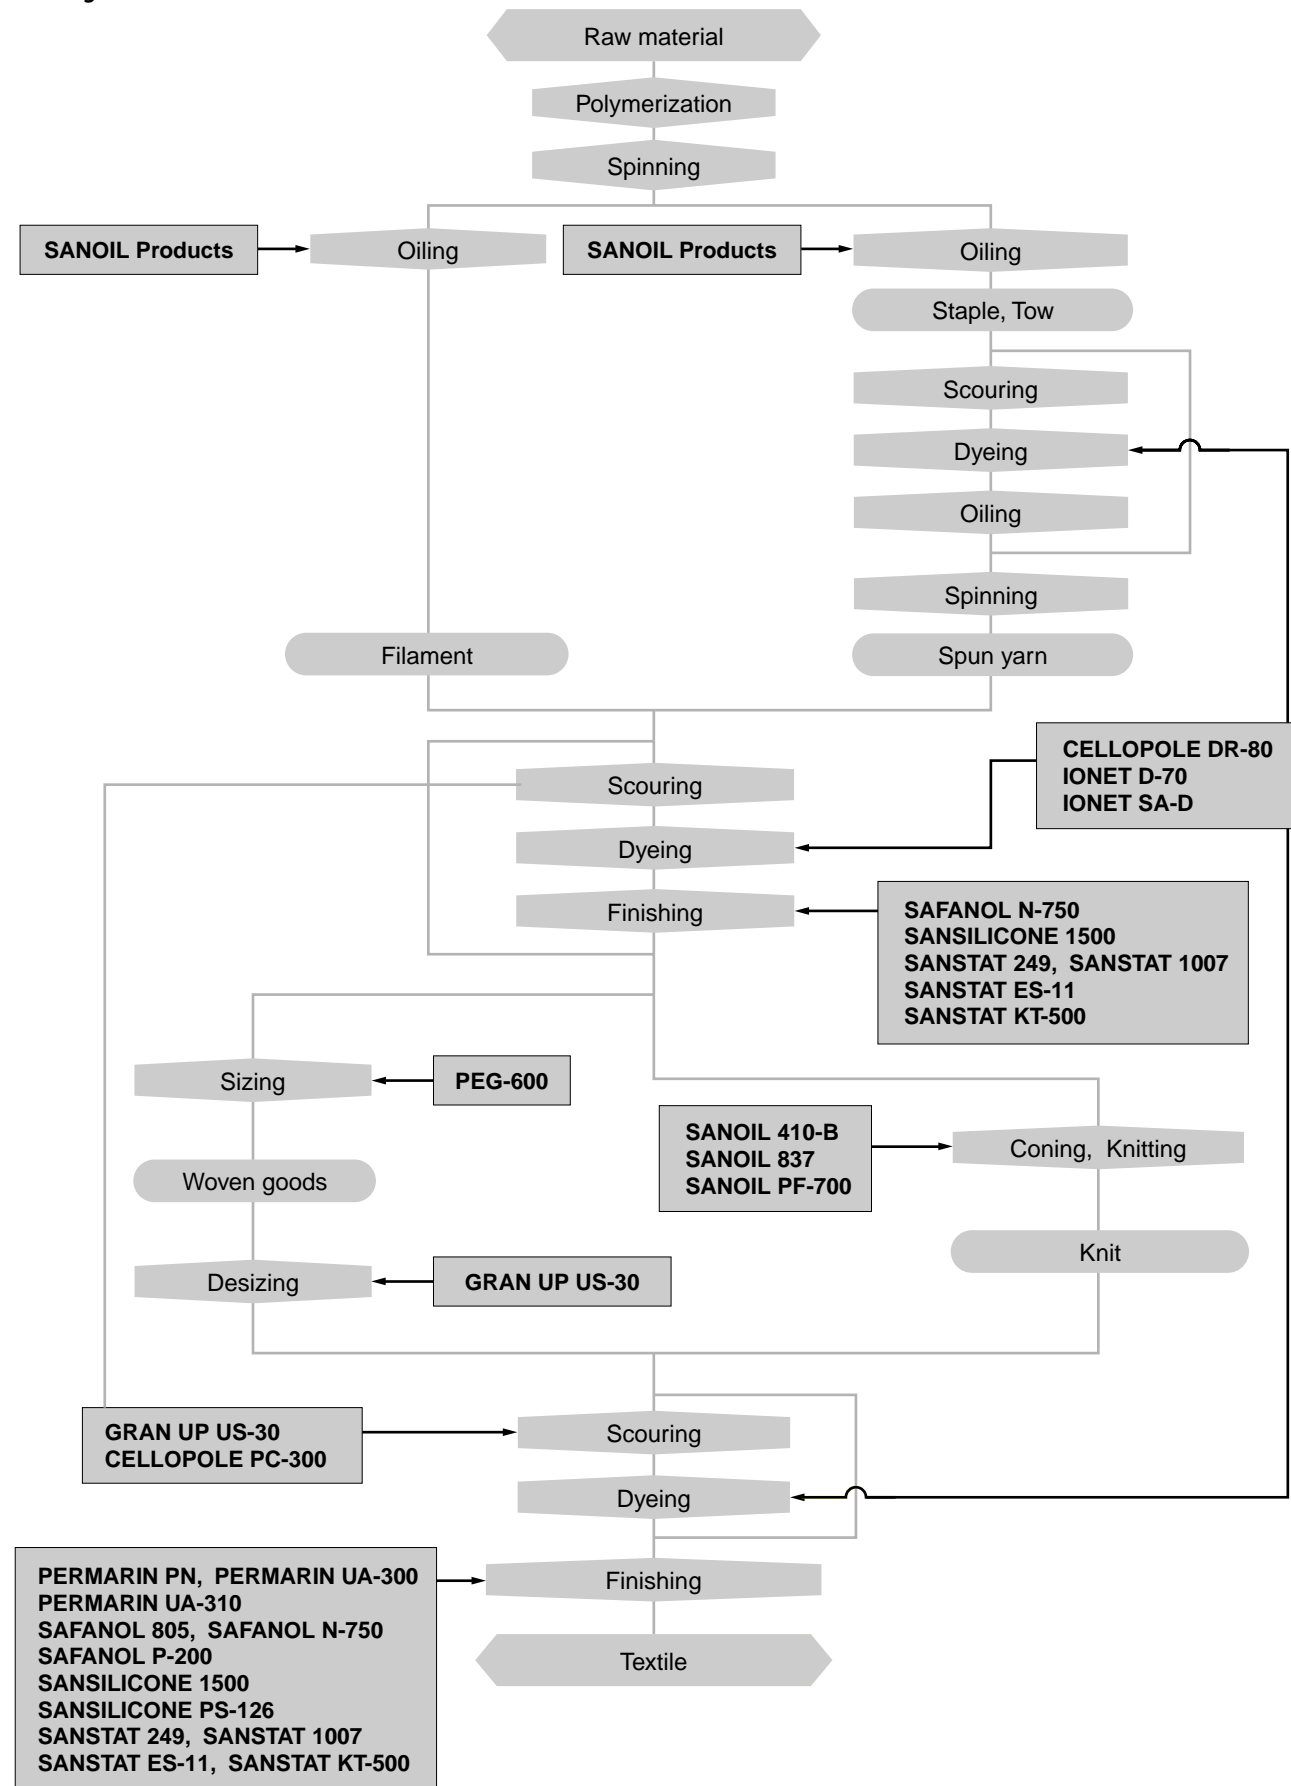 Raw material
Polymerization
Spinning
SANOIL Products
Oiling
SANOIL Products
Oiling
Staple, Tow
Scouring
Dyeing
Oiling
Spinning
Filament
Spun yarn
CELLOPOLE DR-80
IONET D-70
IONET SA-D
Scouring
Dyeing
Finishing
SAFANOL N-750
SANSILICONE 1500
SANSTAT 249, SANSTAT 1007
SANSTAT ES-11
SANSTAT KT-500
Sizing
PEG-600
SANOIL 410-B
SANOIL 837
SANOIL PF-700
Coning, Knitting
Woven goods
Knit
Desizing
GRAN UP US-30
GRAN UP US-30
CELLOPOLE PC-300
Scouring
Dyeing
PERMARIN PN, PERMARIN UA-300
PERMARIN UA-310
SAFANOL 805, SAFANOL N-750
SAFANOL P-200
SANSILICONE 1500
SANSILICONE PS-126
SANSTAT 249, SANSTAT 1007
SANSTAT ES-11, SANSTAT KT-500
Finishing
Textile